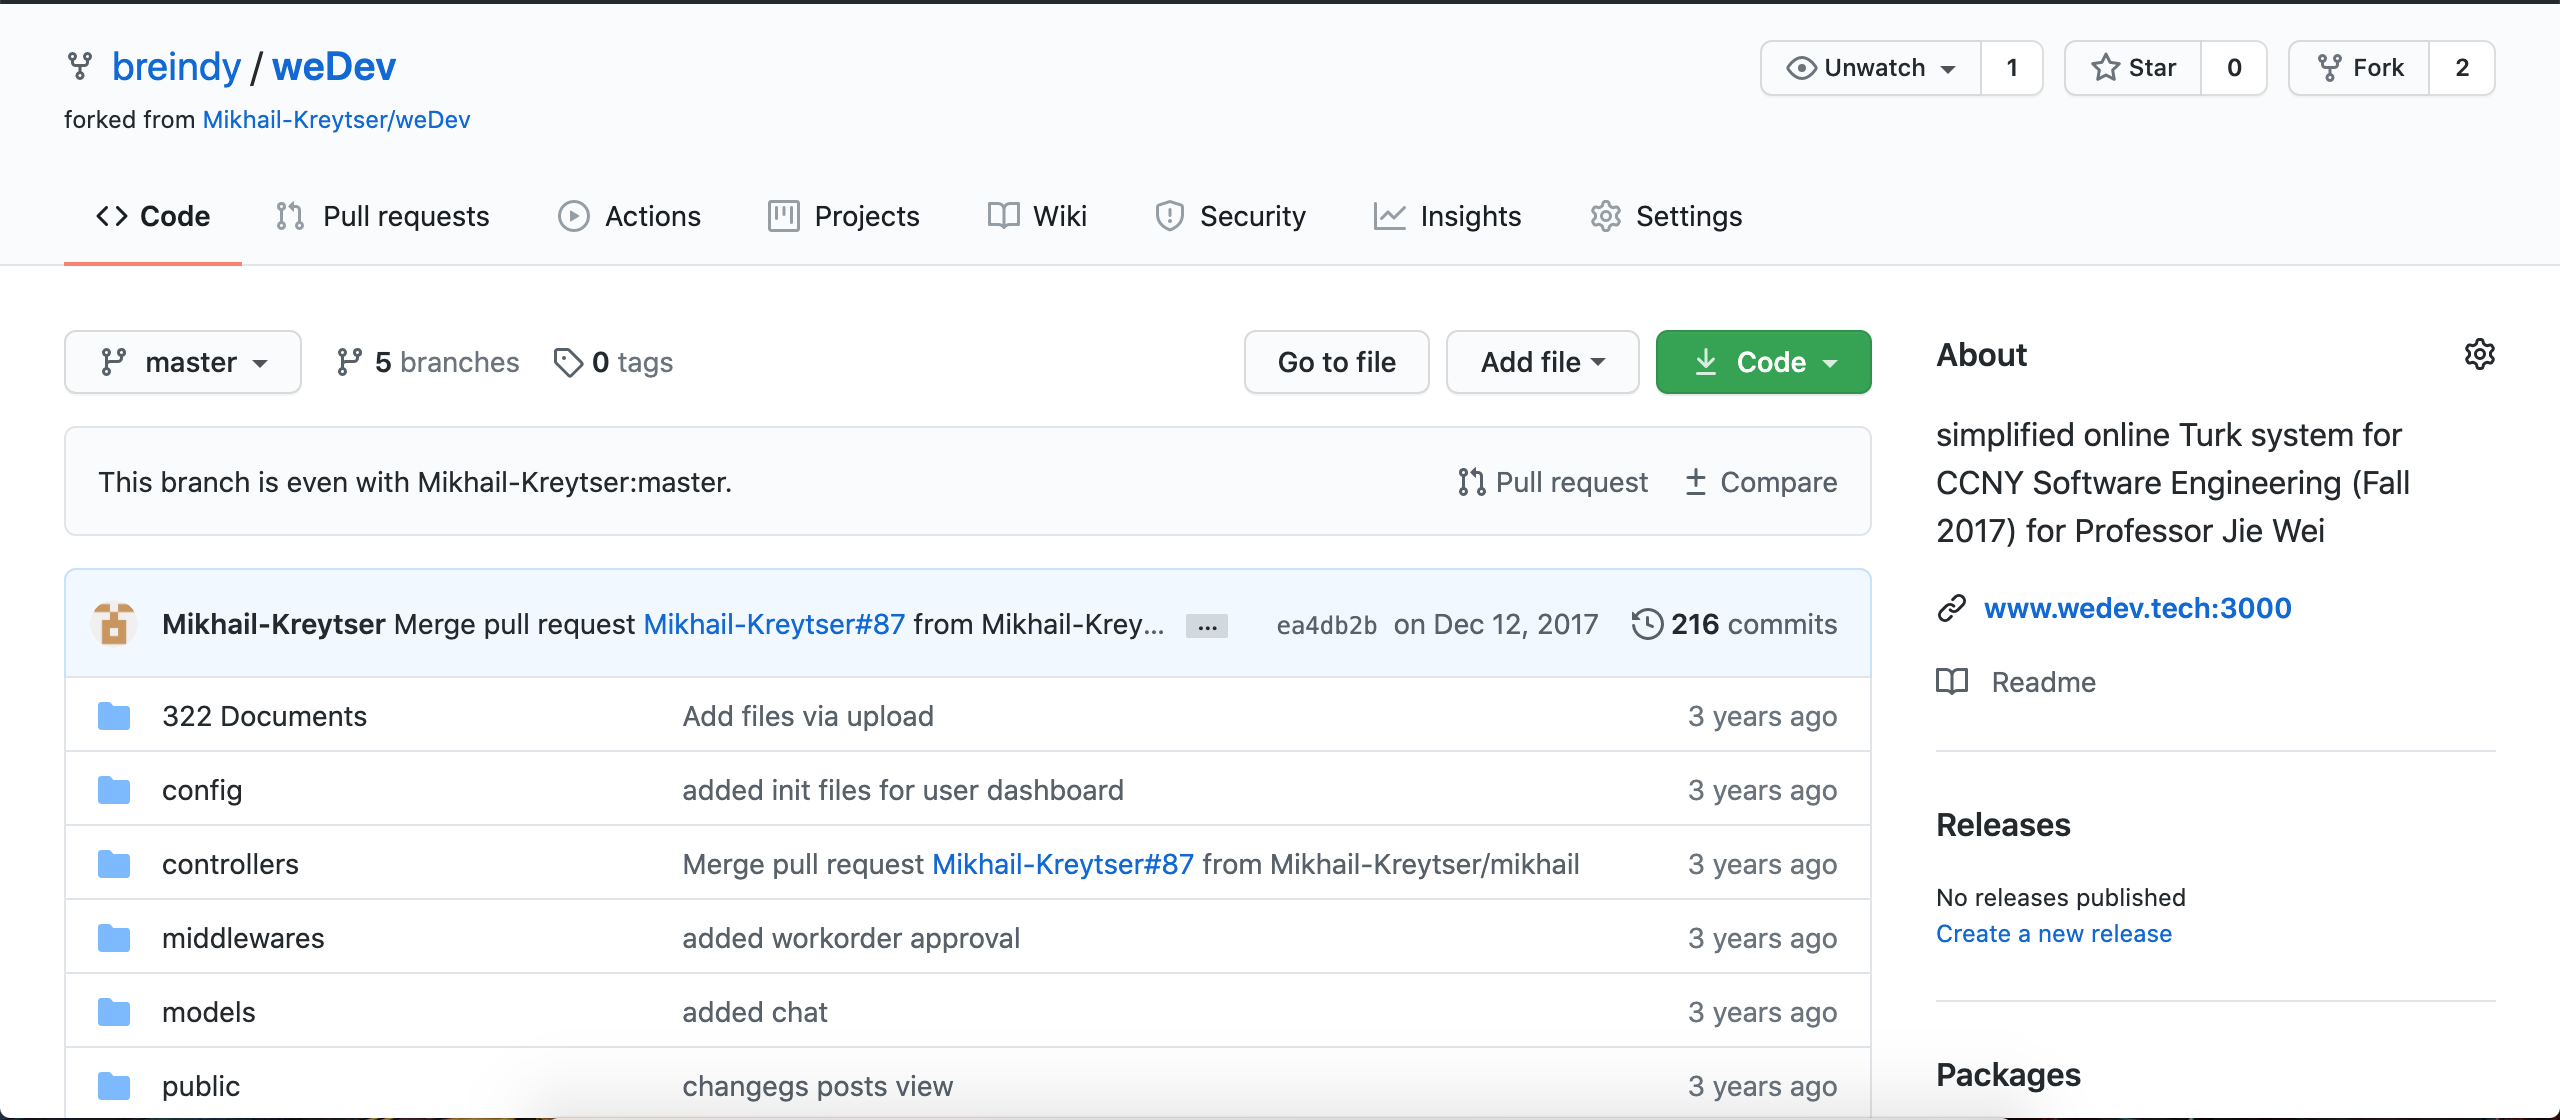 breindy / weDev
Unwatch 1 Star 0 Fork 2
forked from Mikhail-Kreytser/weDev
Code Pull requests Actions Projects Wiki Security Insights Settings
master 5 branches 0 tags Go to file Add file Code
This branch is even with Mikhail-Kreytser:master. Pull request Compare
Mikhail-Kreytser Merge pull request Mikhail-Kreytser#87 from Mikhail-Krey... ... ea4db2b on Dec 12, 2017 216 commits
322 Documents Add files via upload 3 years ago
config added init files for user dashboard 3 years ago
controllers Merge pull request Mikhail-Kreytser#87 from Mikhail-Kreytser/mikhail 3 years ago
middlewares added workorder approval 3 years ago
models added chat 3 years ago
public changegs posts view 3 years ago
About
simplified online Turk system for
CCNY Software Engineering (Fall
2017) for Professor Jie Wei
www.wedev.tech:3000
Readme
Releases
No releases published
Create a new release
Packages